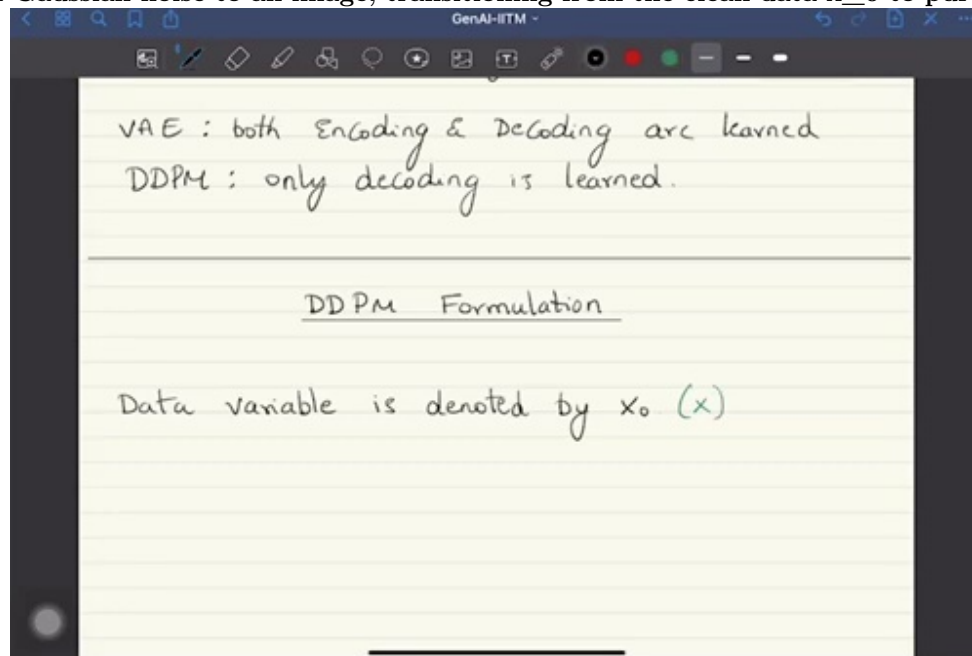 Gaussian noise to an image, transitioning from the clean data x_0 to pur
GenAI-IITM
VAE : both Encoding & Decoding are learned
DDPM : only decoding is learned.
DDPM Formulation
Data variable is denoted by x₀ (x)